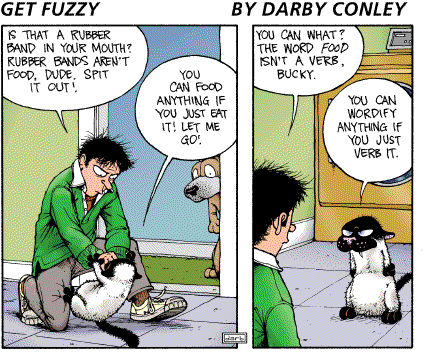 GET FUZZY
BY DARBY CONLEY
IS THAT A RUBBER
BAND IN YOUR MOUTH?
RUBBER BANDS AREN'T
FOOD, DUDE. SPIT
IT OUT!
YOU
CAN FOOD
ANYTHING IF
YOU JUST EAT
IT! LET ME
GO!
YOU CAN WHAT?
THE WORD FOOD
ISN'T A VERB,
BUCKY.
YOU CAN
WORDIFY
ANYTHING IF
YOU JUST
VERB IT.
darb